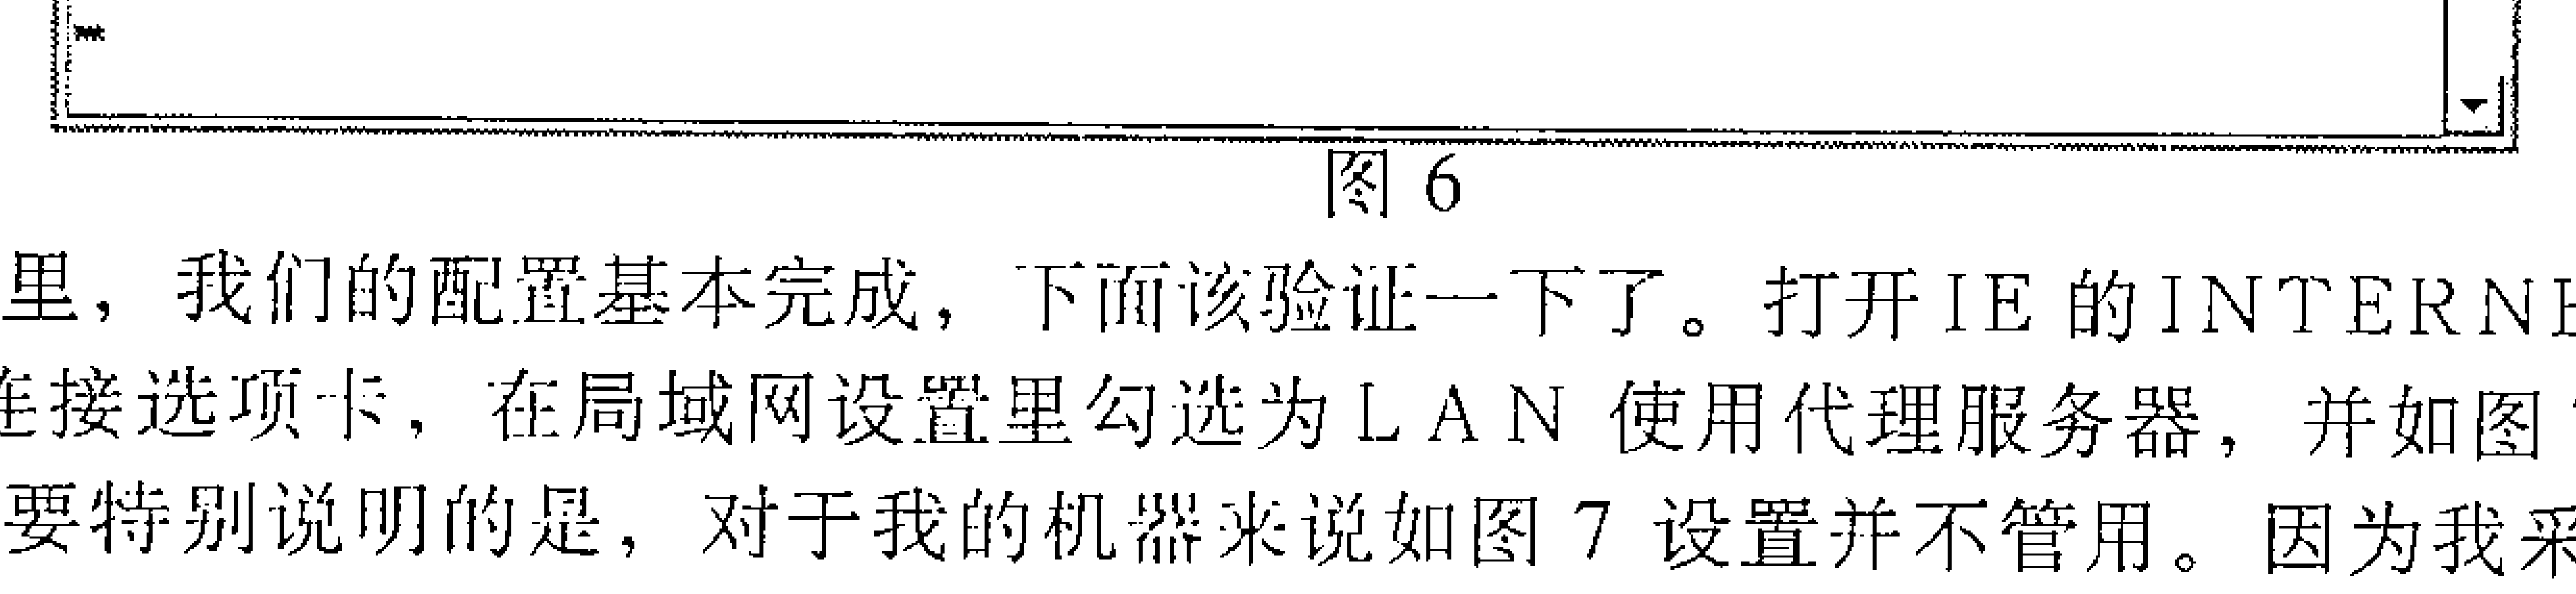 图 6
里，我们的配置基本完成，下面该验证一下了。打开IE 的INTERNE
连接选项卡，在局域网设置里勾选为LAN 使用代理服务器，并如图
要特别说明的是，对于我的机器来说如图 7 设置并不管用。因为我采